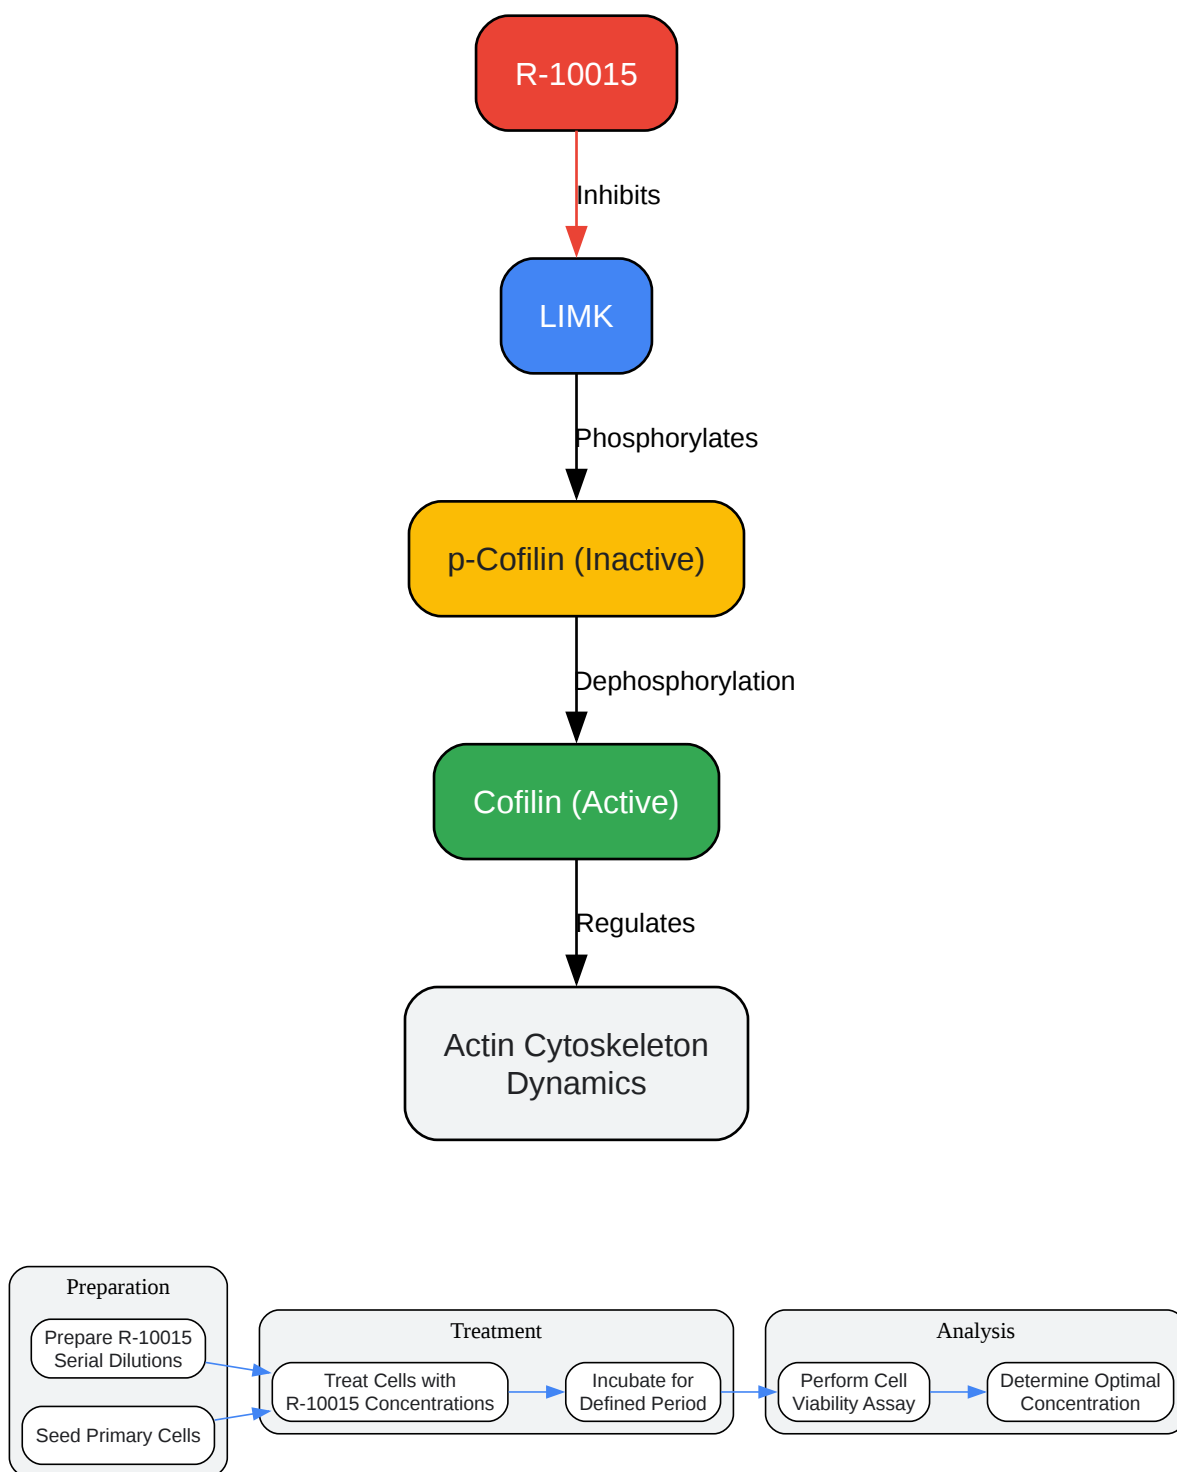 R-10015
Inhibits
LIMK
Phosphorylates
p-Cofilin (Inactive)
Dephosphorylation
Cofilin (Active)
Regulates
Actin Cytoskeleton
Dynamics
Preparation
Prepare R-10015
Serial Dilutions
Seed Primary Cells
Treatment
Treat Cells with
R-10015 Concentrations
Incubate for
Defined Period
Analysis
Perform Cell
Viability Assay
Determine Optimal
Concentration